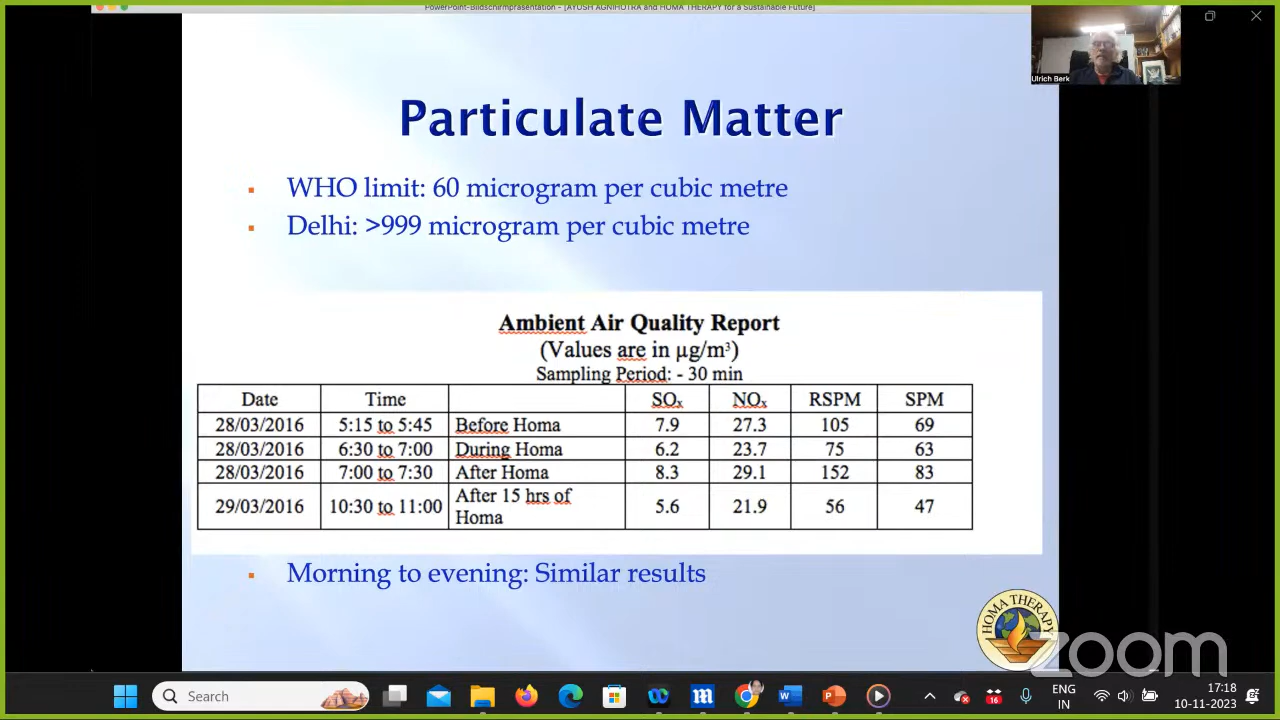 PowerPoint-Bildschirmpräsentation - [AYUSH AGNIHOTRA and HOMA THERAPY for a Sustainable Future]
Ulrich Berk
Particulate Matter
▪ WHO limit: 60 microgram per cubic metre
▪ Delhi: >999 microgram per cubic metre
Ambient Air Quality Report
(Values are in µg/m³)
Sampling Period: - 30 min
Date Time SOₓ NOₓ RSPM SPM
28/03/2016 5:15 to 5:45 Before Homa 7.9 27.3 105 69
28/03/2016 6:30 to 7:00 During Homa 6.2 23.7 75 63
28/03/2016 7:00 to 7:30 After Homa 8.3 29.1 152 83
29/03/2016 10:30 to 11:00 After 15 hrs of Homa 5.6 21.9 56 47
▪ Morning to evening: Similar results
HOMA THERAPY
zoom
Search
16
ENG
IN
17:18
10-11-2023